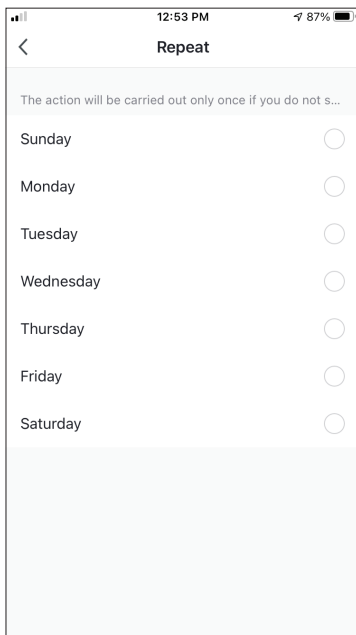 12:53 PM 87%
Repeat
The action will be carried out only once if you do not s...
Sunday
Monday
Tuesday
Wednesday
Thursday
Friday
Saturday